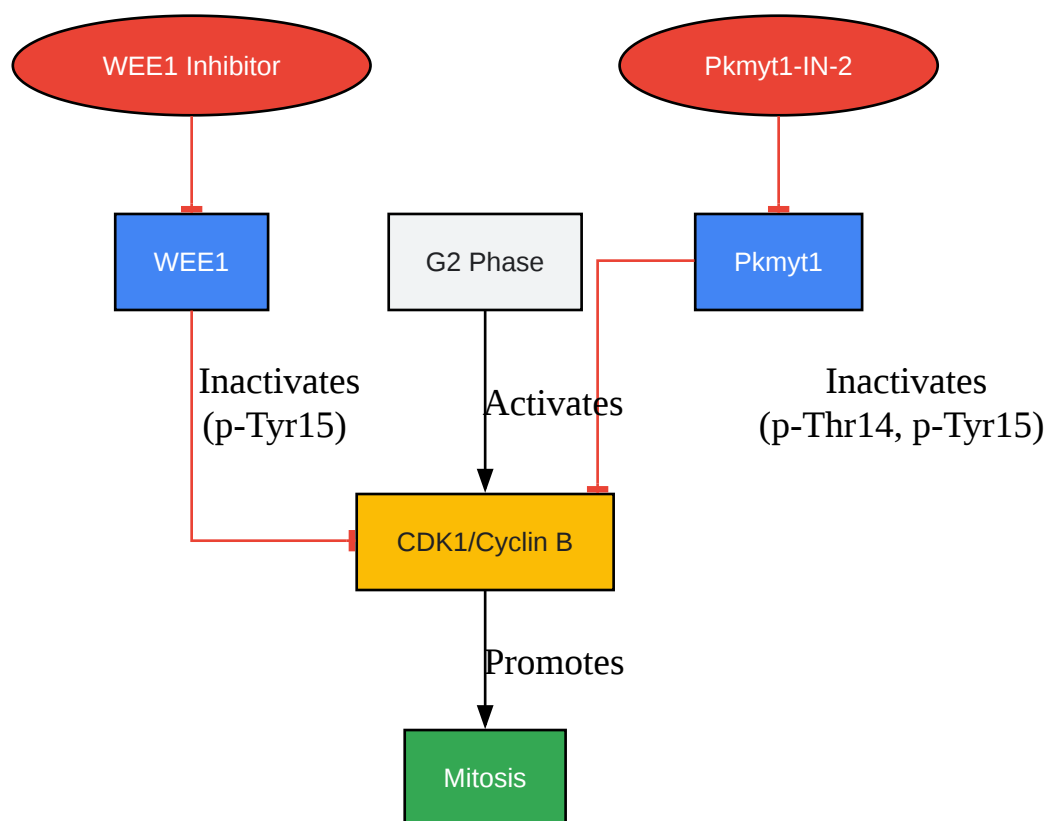 WEE1 Inhibitor
Pkmyt1-IN-2
WEE1
G2 Phase
Pkmyt1
Inactivates
(p-Tyr15)
Activates
Inactivates
(p-Thr14, p-Tyr15)
CDK1/Cyclin B
Promotes
Mitosis